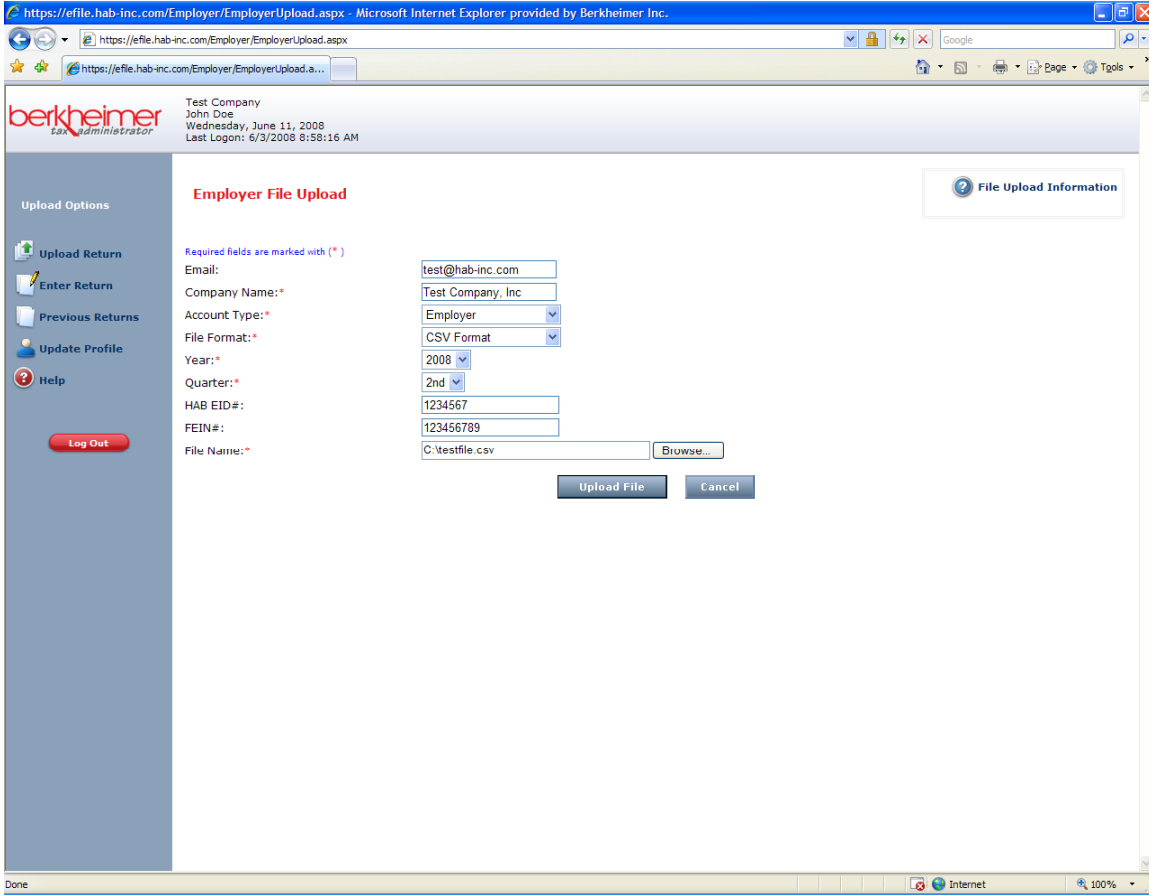 https://efile.hab-inc.com/Employer/EmployerUpload.aspx - Microsoft Internet Explorer provided by Berkheimer Inc.
https://efile.hab-inc.com/Employer/EmployerUpload.aspx
Google
https://efile.hab-inc.com/Employer/EmployerUpload.a...
Page
Tools
berkheimer
tax administrator
Test Company
John Doe
Wednesday, June 11, 2008
Last Logon: 6/3/2008 8:58:16 AM
Upload Options
Upload Return
Enter Return
Previous Returns
Update Profile
Help
Log Out
Employer File Upload
File Upload Information
Required fields are marked with (* )
Email: test@hab-inc.com
Company Name:* Test Company, Inc
Account Type:* Employer
File Format:* CSV Format
Year:* 2008
Quarter:* 2nd
HAB EID#: 1234567
FEIN#: 123456789
File Name:* C:\testfile.csv Browse...
Upload File Cancel
Done Internet 100%